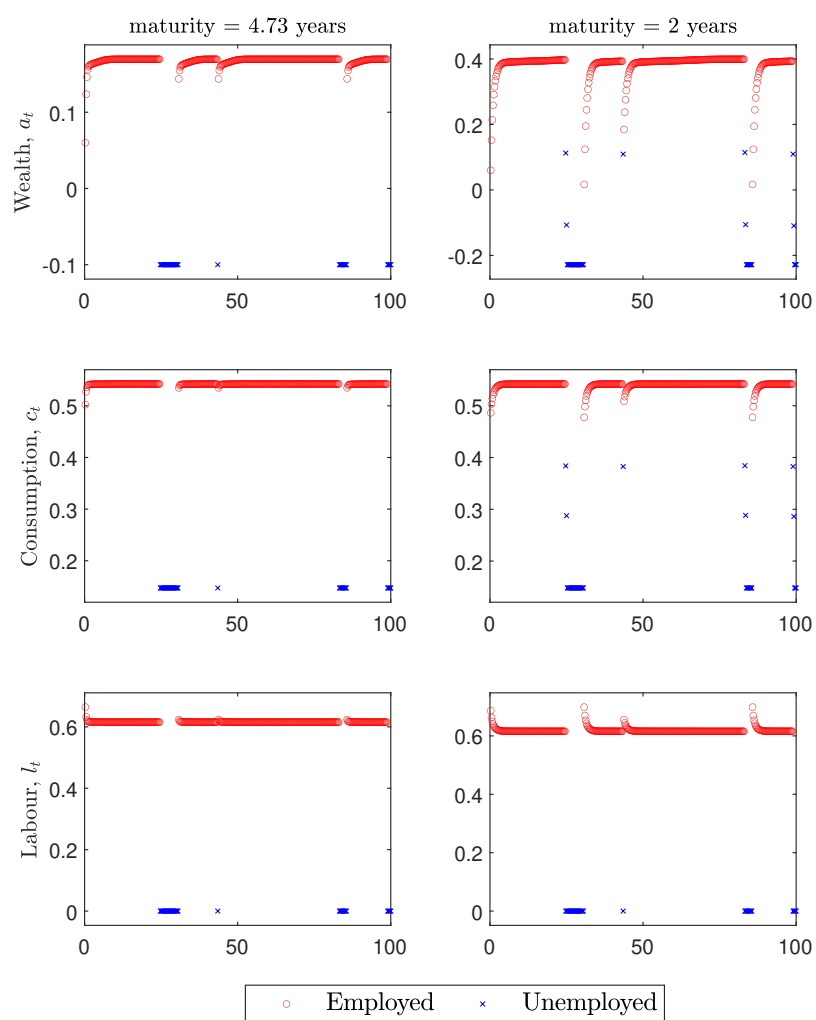 maturity = 4.73 years
maturity = 2 years
Wealth, a_t
0.1
0
-0.1
0 50 100
0.4
0.2
0
-0.2
0 50 100
Consumption, c_t
0.5
0.4
0.3
0.2
0 50 100
0.5
0.4
0.3
0.2
0 50 100
Labour, l_t
0.6
0.4
0.2
0
0 50 100
0.6
0.4
0.2
0
0 50 100
Employed Unemployed